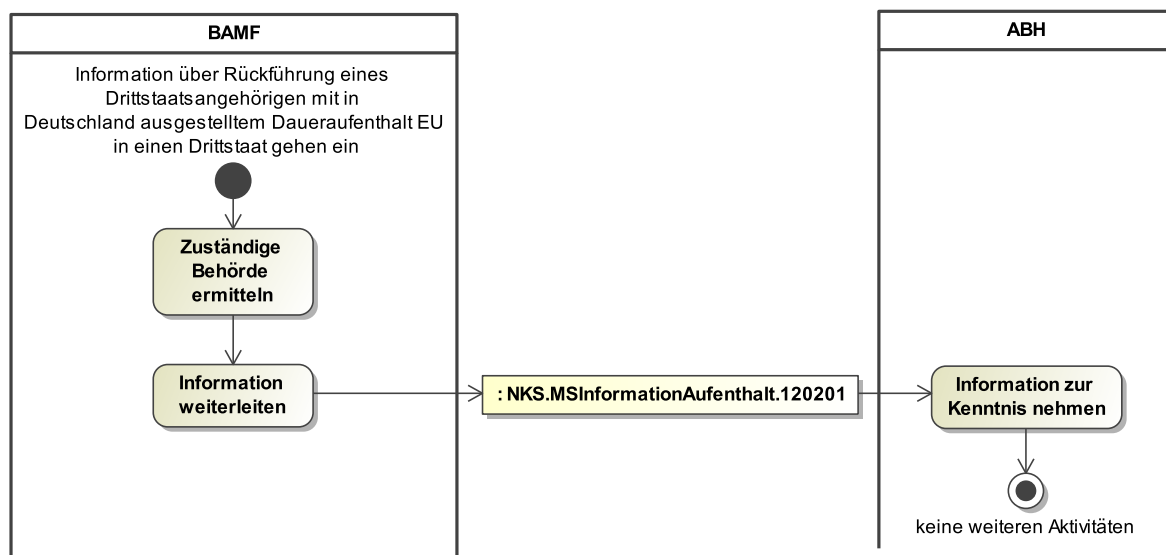 BAMF
Information über Rückführung eines
Drittstaatsangehörigen mit in
Deutschland ausgestelltem Daueraufenthalt EU
in einen Drittstaat gehen ein
Zuständige
Behörde
ermitteln
Information
weiterleiten
: NKS.MSInformationAufenthalt.120201
ABH
Information zur
Kenntnis nehmen
keine weiteren Aktivitäten